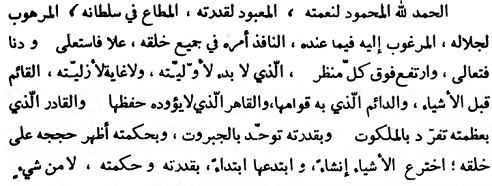 الحمد لله المحمود لنعمته ، المعبود لقدرته ، المطاع في سلطانه ، المرهوب
لجلاله ، المرغوب إليه فيما عنده ، النافذ أمره في جميع خلقه ، علا فاستعلى و دنا
فتعالى ، وارتفع فوق كلّ منظر ، الّذي لا بدء لأوّليّته ، ولاغاية لأزليّته ، القائم
قبل الأشياء ، والدائم الّذي به قوامها ، والقاهر الّذي لايؤوده حفظها والقادر الّذي
بعظمته تفرّد بالملكوت وبقدرته توحّد بالجبروت ، وبحكمته أظهر حججه على
خلقه ؛ اخترع الأشياء إنشاءً ، و ابتدعها ابتداءً ، بقدرته و حكمته ، لا من شيء